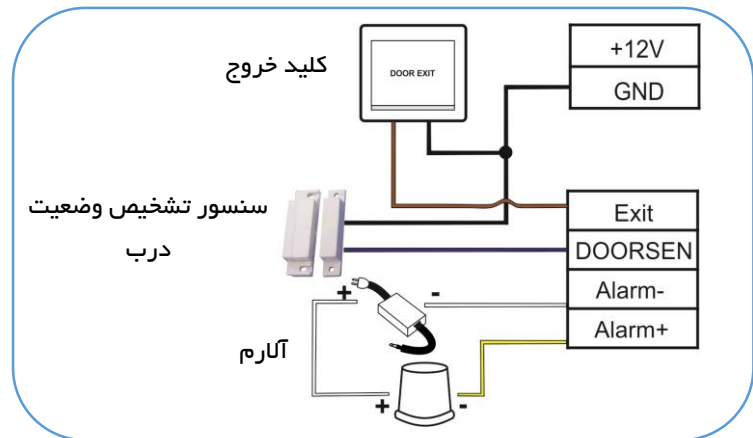 +12V
کلید خروج
DOOR EXIT
GND
سنسور تشخیص وضعیت
درب
Exit
DOORSEN
Alarm-
Alarm+
+
-
آلارم
+
-